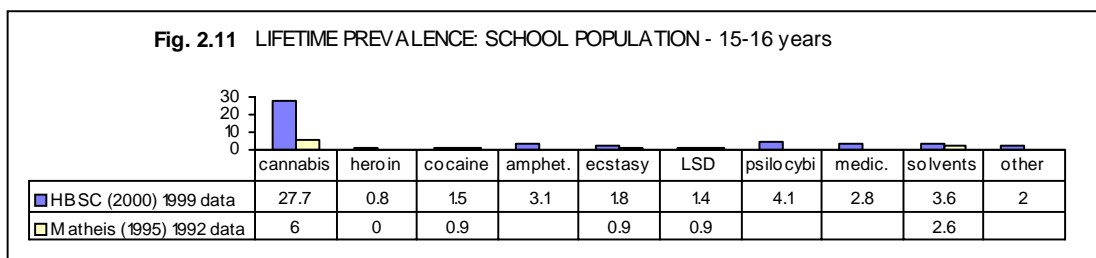 Fig. 2.11 LIFETIME PREVALENCE: SCHOOL POPULATION - 15-16 years
30
20
10
0
cannabis heroin cocaine amphet. ecstasy LSD psilocybi medic. solvents other
HBSC (2000) 1999 data 27.7 0.8 1.5 3.1 1.8 1.4 4.1 2.8 3.6 2
Matheis (1995) 1992 data 6 0 0.9 0.9 0.9 2.6